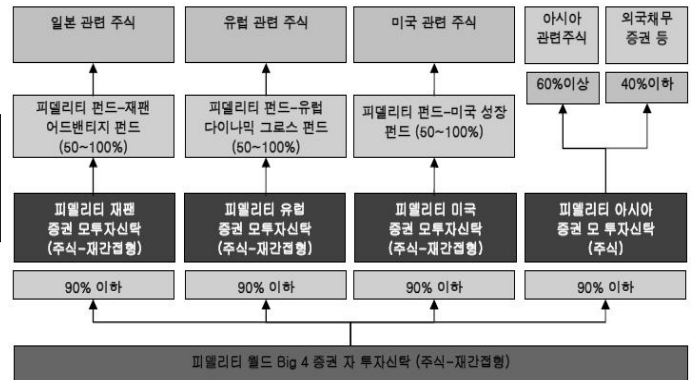 일본 관련 주식
유럽 관련 주식
미국 관련 주식
아시아
관련주식
외국채무
증권 등
60%이상
40%이하
피델리티 펀드-재팬
어드밴티지 펀드
(50~100%)
피델리티 펀드-유럽
다이나믹 그로스 펀드
(50~100%)
피델리티 펀드-미국 성장
펀드 (50~100%)
피델리티 재팬
증권 모투자신탁
(주식-재간접형)
피델리티 유럽
증권 모투자신탁
(주식-재간접형)
피델리티 미국
증권 모투자신탁
(주식-재간접형)
피델리티 아시아
증권 모 투자신탁
(주식)
90% 이하
90% 이하
90% 이하
90% 이하
피델리티 월드 Big 4 증권 자 투자신탁 (주식-재간접형)